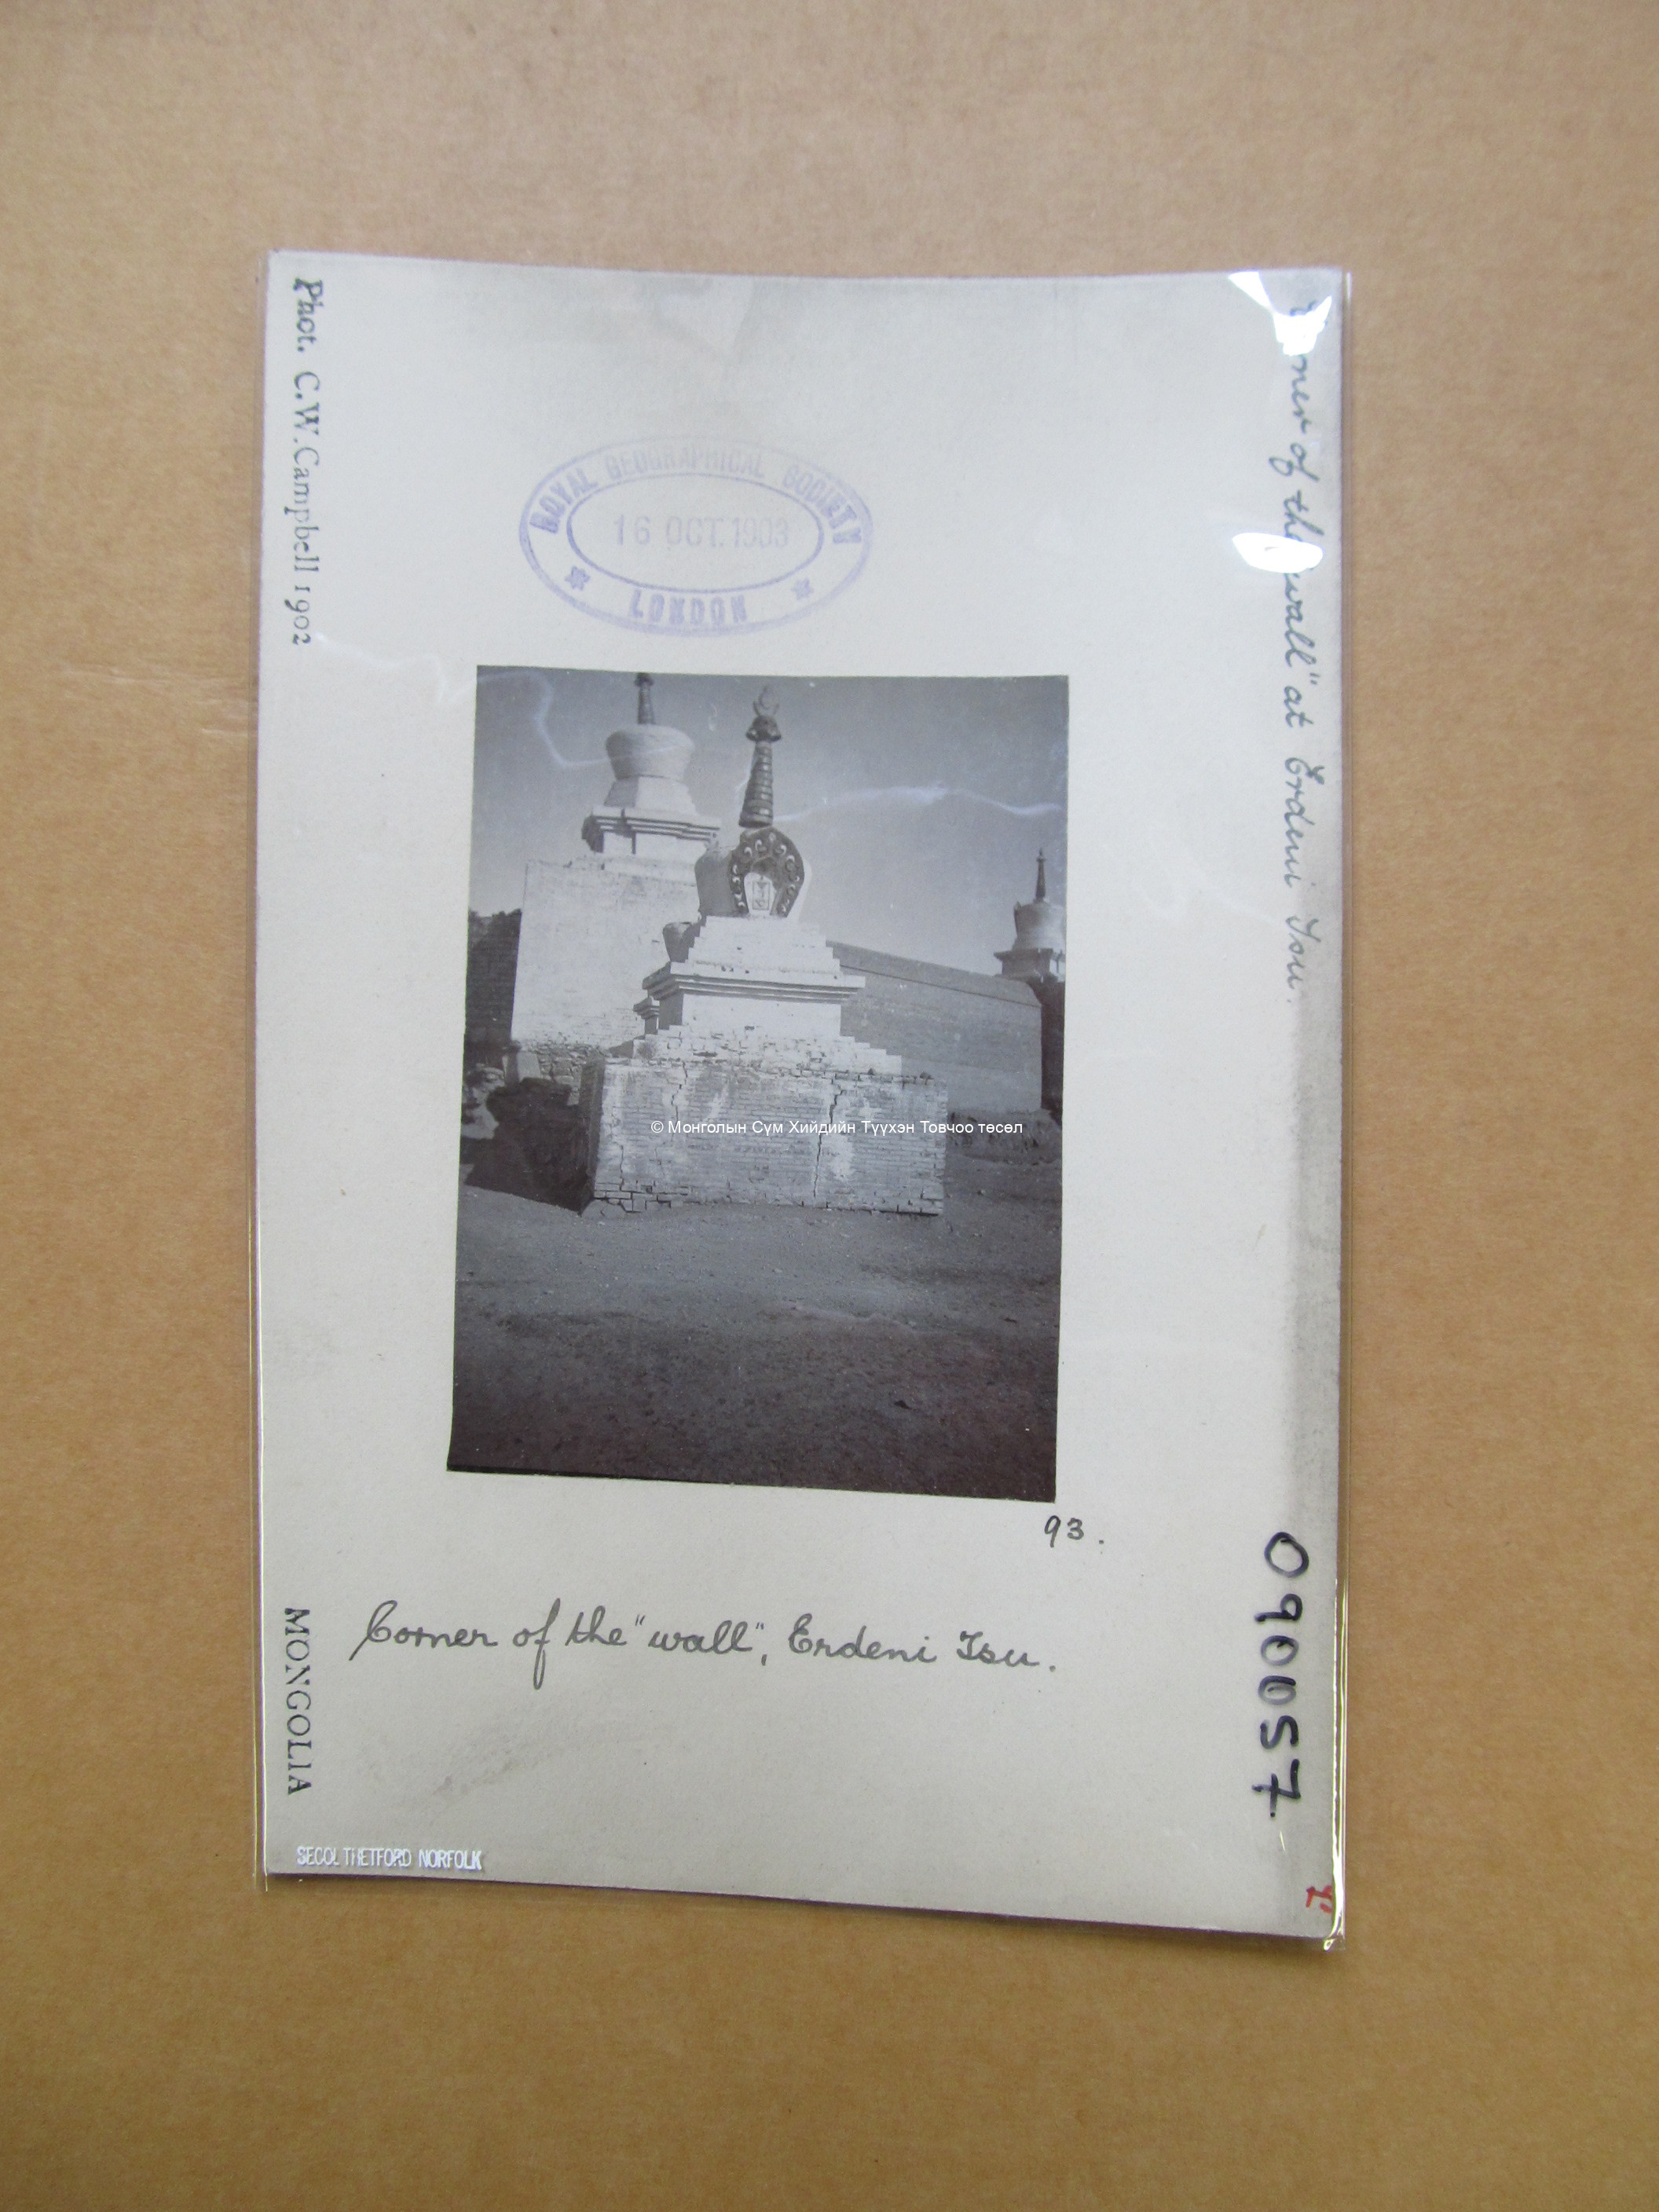 Phot. C.W.Campbell 1902
ROYAL GEOGRAPHICAL SOCIETY
16 OCT. 1903
LONDON
of the "wall" at Erdeni Tsu.
© Монголын Сүм Хийдийн Түүхэн Товчоо төсөл
93.
Corner of the "wall", Erdeni Tsu.
090057
MONGOLIA
SECOL THETFORD NORFOLK